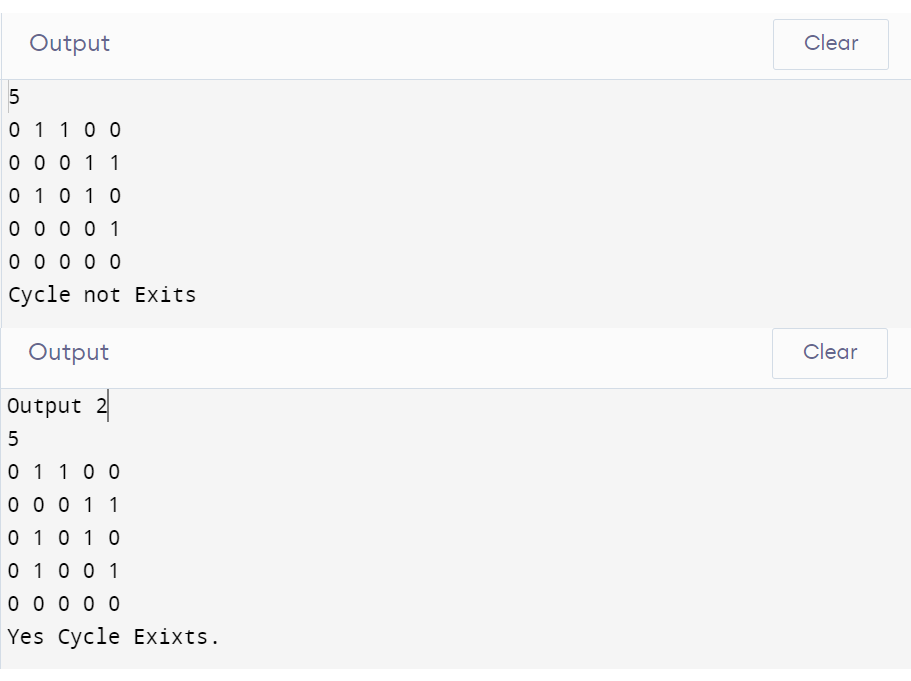 Output Clear
5
0 1 1 0 0
0 0 0 1 1
0 1 0 1 0
0 0 0 0 1
0 0 0 0 0
Cycle not Exits
Output Clear
Output 2
5
0 1 1 0 0
0 0 0 1 1
0 1 0 1 0
0 1 0 0 1
0 0 0 0 0
Yes Cycle Exixts.